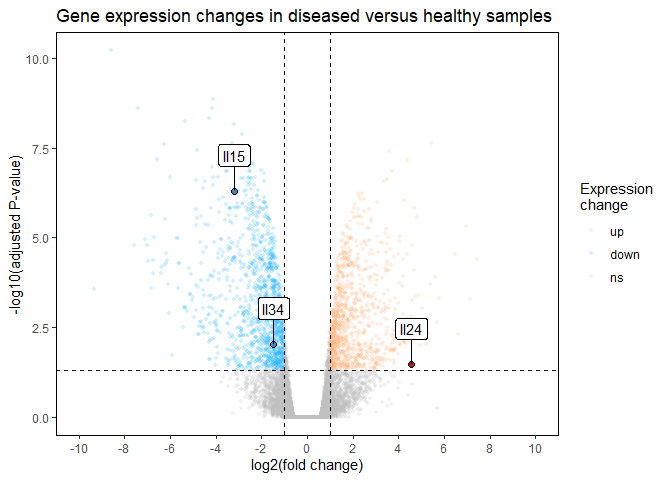 Gene expression changes in diseased versus healthy samples
-log10(adjusted P-value)
10.0
7.5
5.0
2.5
0.0
Il15
Il34
Il24
-10 -8 -6 -4 -2 0 2 4 6 8 10
log2(fold change)
Expression
change
up
down
ns